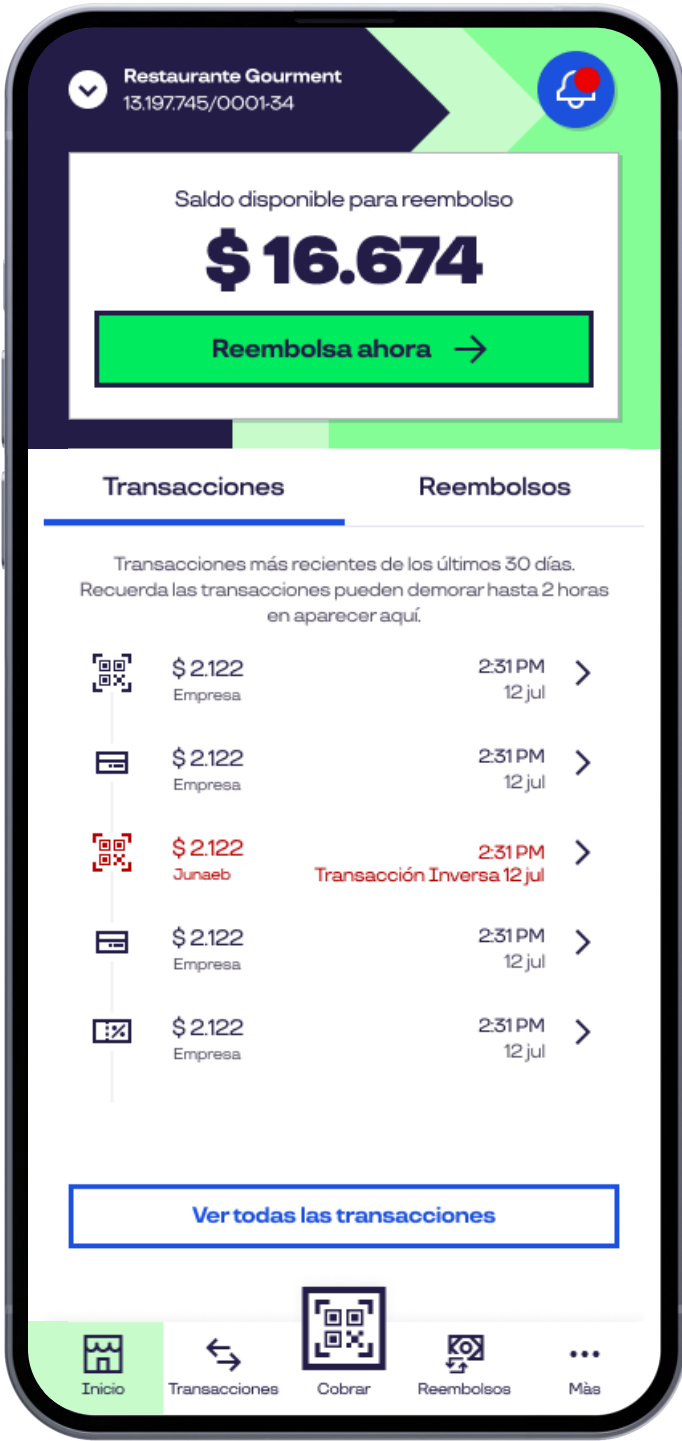 Restaurante Gourment
13.197.745/0001-34
Saldo disponible para reembolso
$ 16.674
Reembolsa ahora
Transacciones
Reembolsos
Transacciones más recientes de los últimos 30 días.
Recuerda las transacciones pueden demorar hasta 2 horas
en aparecer aquí.
$ 2.122
2:31 PM
Empresa
12 jul
$ 2.122
2:31 PM
Empresa
12 jul
$ 2.122
2:31 PM
Junaeb
Transacción Inversa 12 jul
$ 2.122
2:31 PM
Empresa
12 jul
$ 2.122
2:31 PM
Empresa
12 jul
Ver todas las transacciones
Inicio
Transacciones
Cobrar
Reembolsos
Màs